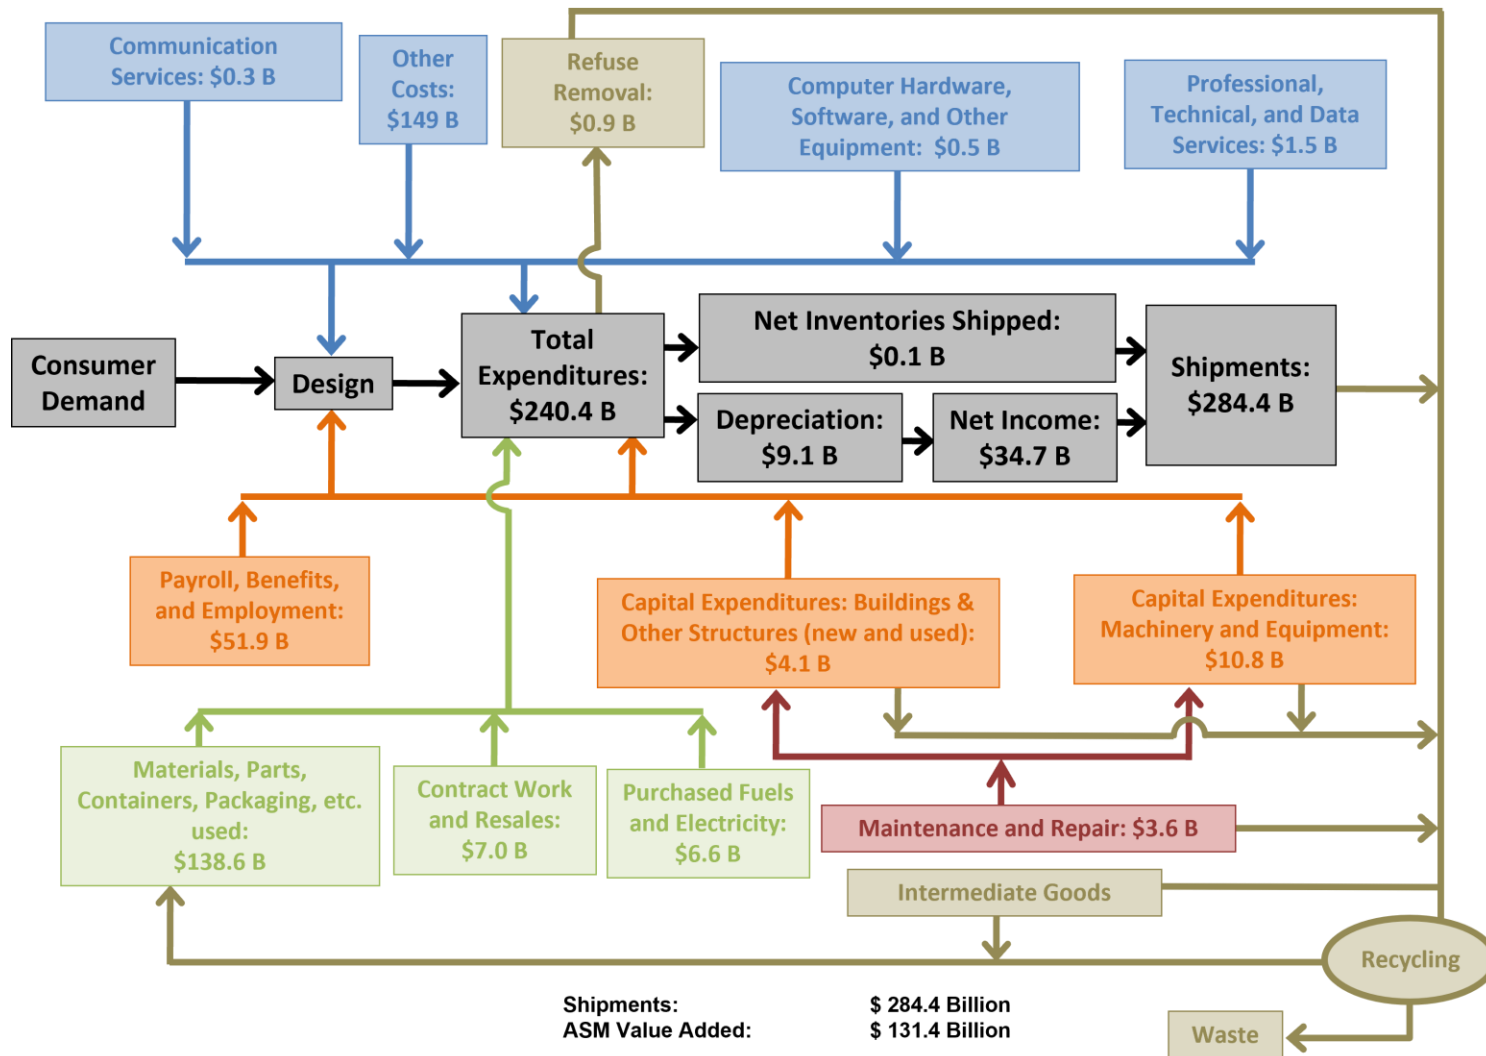 Communication
Services: $0.3 B
Other
Costs:
$149 B
Refuse
Removal:
$0.9 B
Computer Hardware,
Software, and Other
Equipment:  $0.5 B
Professional,
Technical, and Data
Services: $1.5 B
Consumer
Demand
Design
Total
Expenditures:
$240.4 B
Net Inventories Shipped:
$0.1 B
Depreciation:
$9.1 B
Net Income:
$34.7 B
Shipments:
$284.4 B
Payroll, Benefits,
and Employment:
$51.9 B
Capital Expenditures: Buildings &
Other Structures (new and used):
$4.1 B
Capital Expenditures:
Machinery and Equipment:
$10.8 B
Materials, Parts,
Containers, Packaging, etc.
used:
$138.6 B
Contract Work
and Resales:
$7.0 B
Purchased Fuels
and Electricity:
$6.6 B
Maintenance and Repair: $3.6 B
Intermediate Goods
Recycling
Waste
Shipments: $ 284.4 Billion
ASM Value Added: $ 131.4 Billion